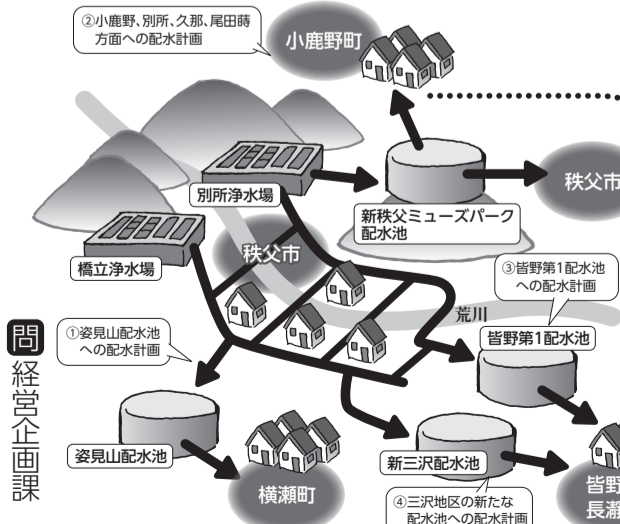 ②小鹿野、別所、久那、尾田蒔
方面への配水計画
小鹿野町
別所浄水場
新秩父ミューズパーク
配水池
秩父市
橋立浄水場
秩父市
③皆野第1配水池
への配水計画
荒川
皆野第1配水池
①姿見山配水池
への配水計画
姿見山配水池
横瀬町
新三沢配水池
④三沢地区の新たな
配水池への配水計画
皆野
長瀞
問経営企画課